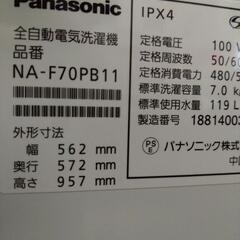 Panasonic
全自動電気洗濯機
品番
NA-F70PB11
外形寸法
幅 562 mm
奥行 572 mm
高さ 957 mm
IPX4
定格電圧 100
定格周波数 50/60
定格消費電力 480/5
標準洗濯容量 7.0
標準使用水量 119 L
製造番号 18814003
PS
E
パナソニック株式
中国